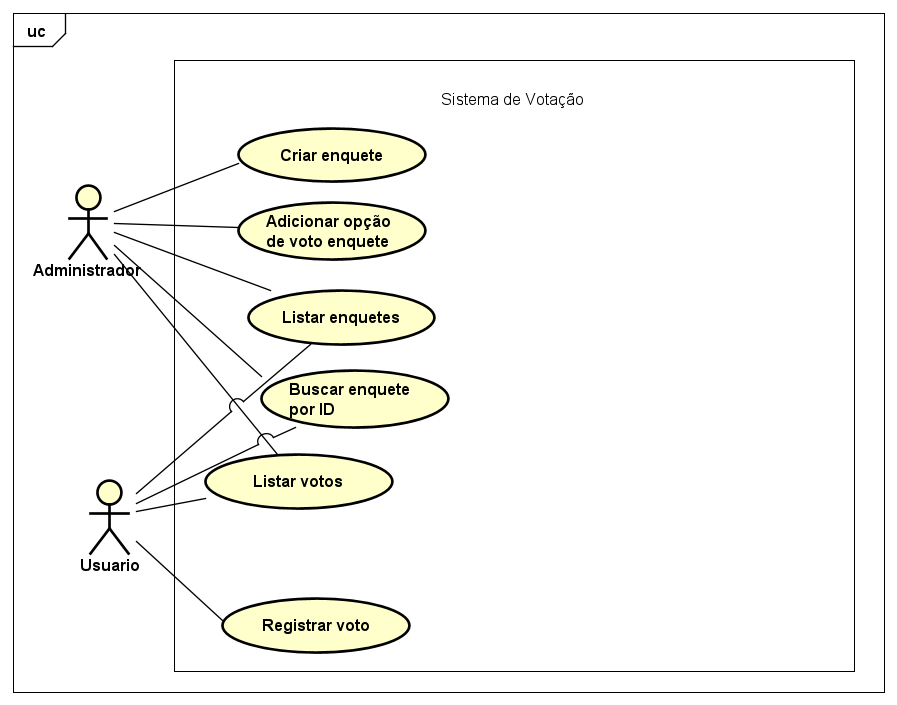 uc
Sistema de Votação
Criar enquete
Adicionar opção
de voto enquete
Administrador
Listar enquetes
Buscar enquete
por ID
Listar votos
Usuario
Registrar voto